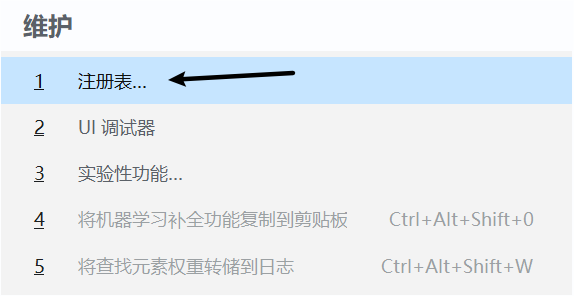 维护
1 注册表...
2 UI 调试器
3 实验性功能...
4 将机器学习补全功能复制到剪贴板 Ctrl+Alt+Shift+0
5 将查找元素权重转储到日志 Ctrl+Alt+Shift+W